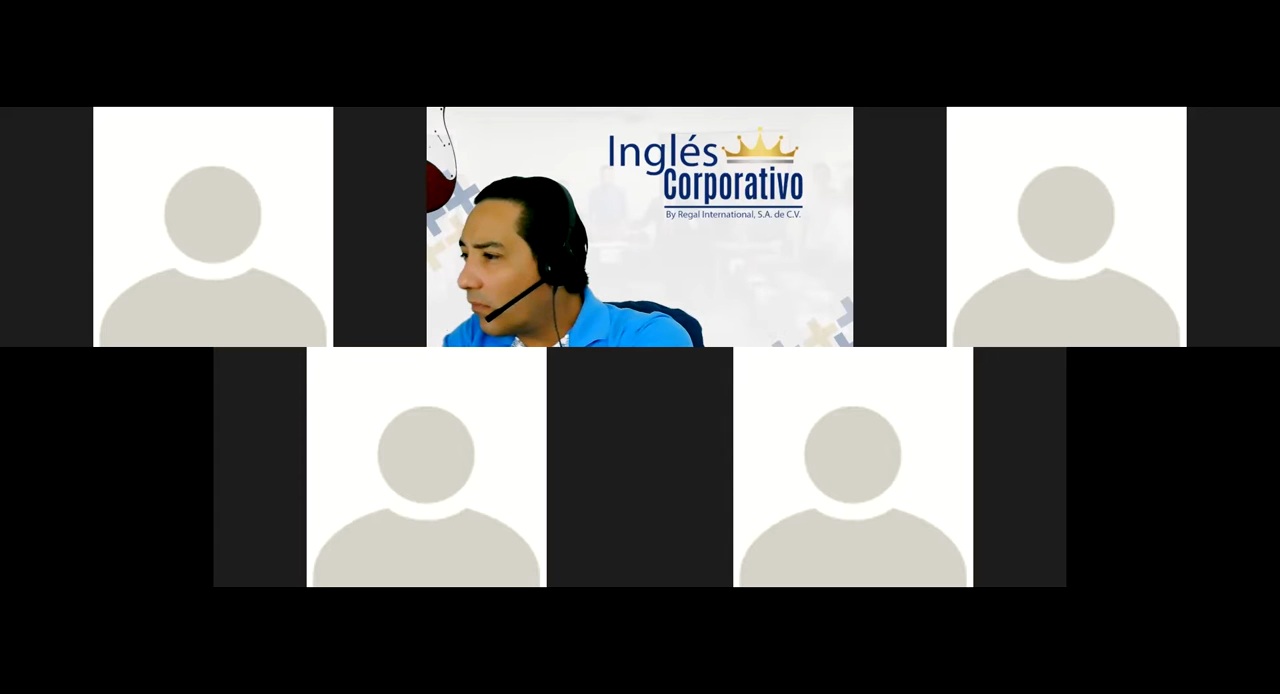 Inglés
Corporativo
By Regal International, S.A. de C.V.